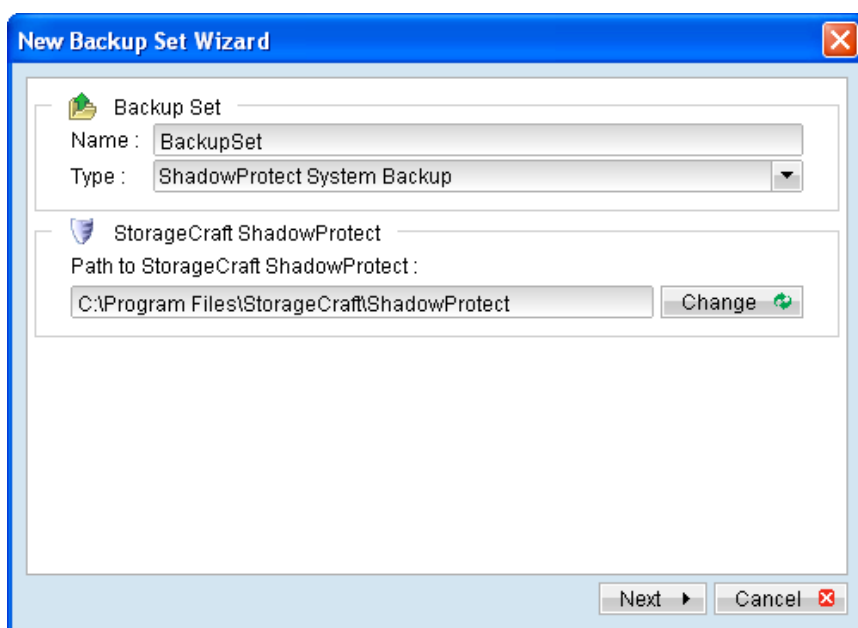 New Backup Set Wizard
Backup Set
Name : BackupSet
Type : ShadowProtect System Backup
StorageCraft ShadowProtect
Path to StorageCraft ShadowProtect :
C:\Program Files\StorageCraft\ShadowProtect Change
Next Cancel